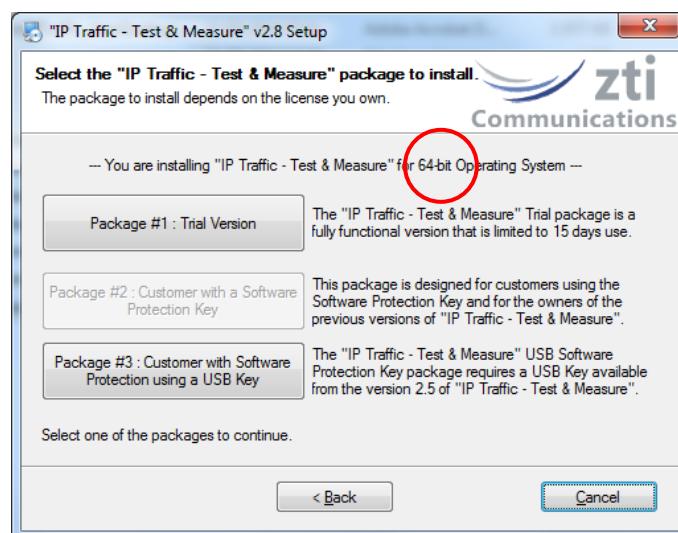 "IP Traffic - Test & Measure" v2.8 Setup
Select the "IP Traffic - Test & Measure" package to install.
The package to install depends on the license you own.
zti
Communications
--- You are installing "IP Traffic - Test & Measure" for 64-bit Operating System ---
Package #1 : Trial Version
The "IP Traffic - Test & Measure" Trial package is a
fully functional version that is limited to 15 days use.
Package #2 : Customer with a Software
Protection Key
This package is designed for customers using the
Software Protection Key and for the owners of the
previous versions of "IP Traffic - Test & Measure".
Package #3 : Customer with Software
Protection using a USB Key
The "IP Traffic - Test & Measure" USB Software
Protection Key package requires a USB Key available
from the version 2.5 of "IP Traffic - Test & Measure".
Select one of the packages to continue.
< Back
Cancel